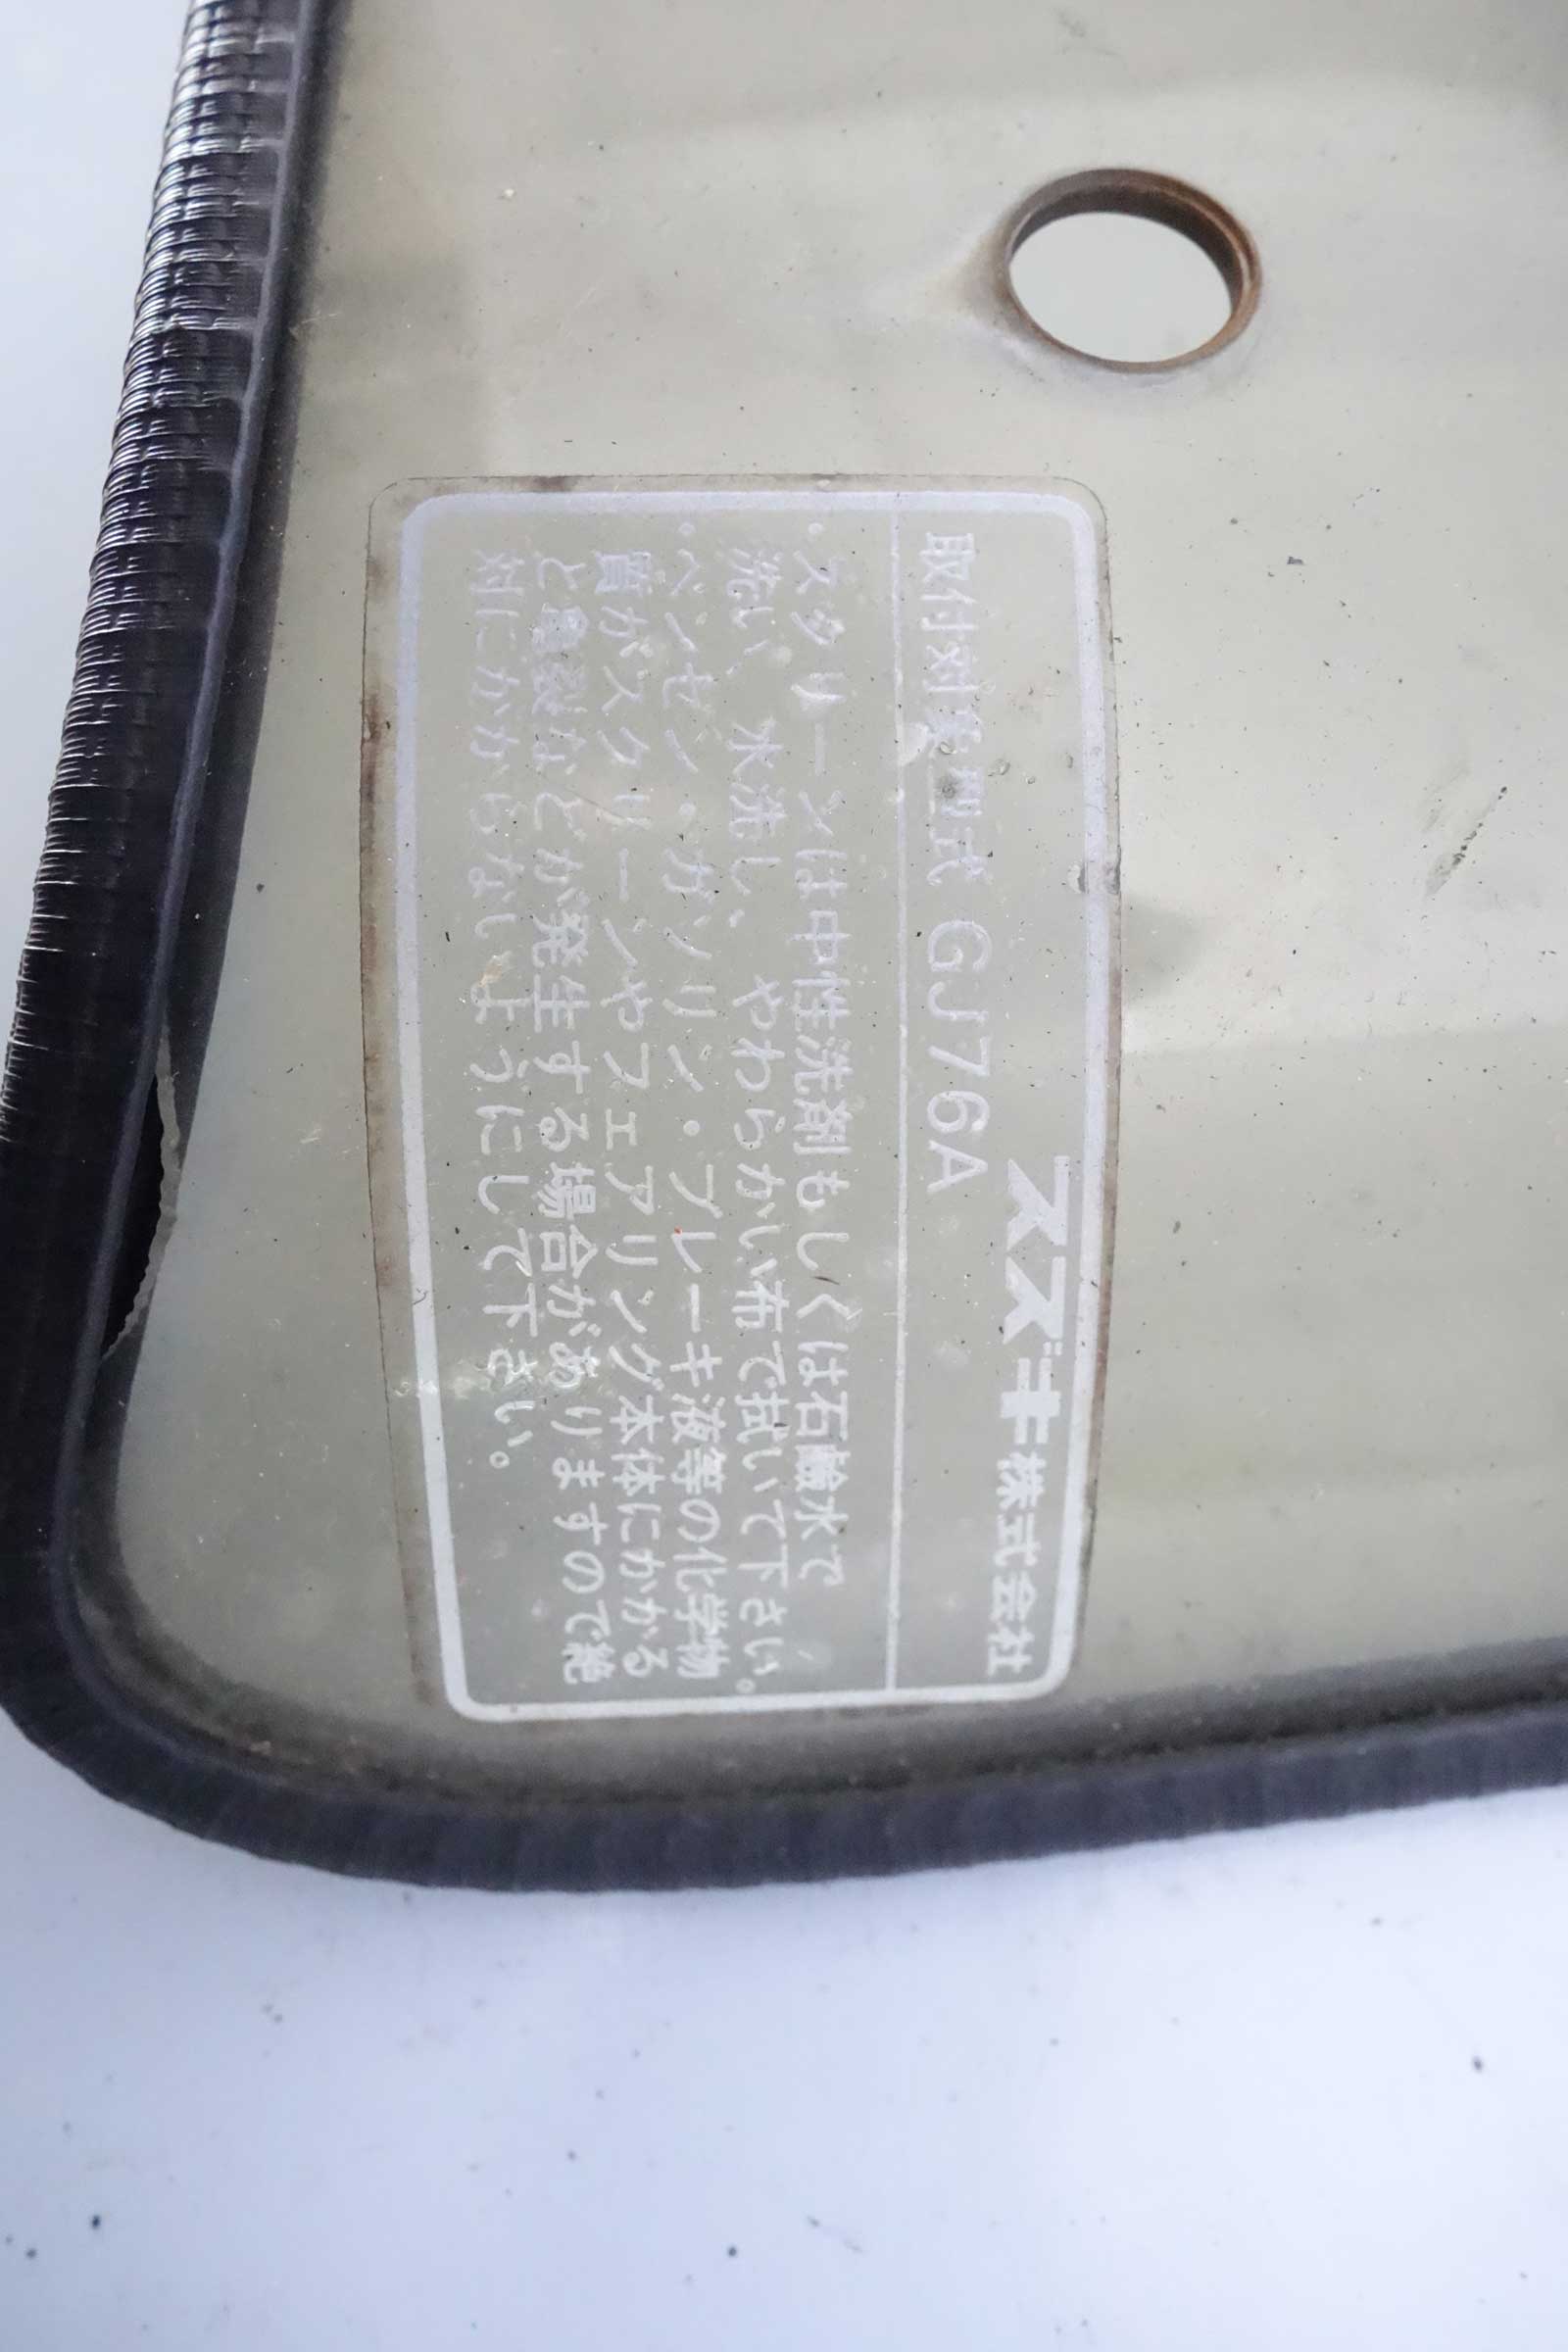 スズキ株式会社
取付対象型式 GJ76A
・スクリーンは中性洗剤もしくは石鹼水で
洗い、水洗し、やわらかい布で拭いて下さい。
・ベンゼン・ガソリン・ブレーキ液等の化学物
質がスクリーンやフェアリング本体にかかる
と亀裂などが発生する場合がありますので絶
対にかからないようにして下さい。